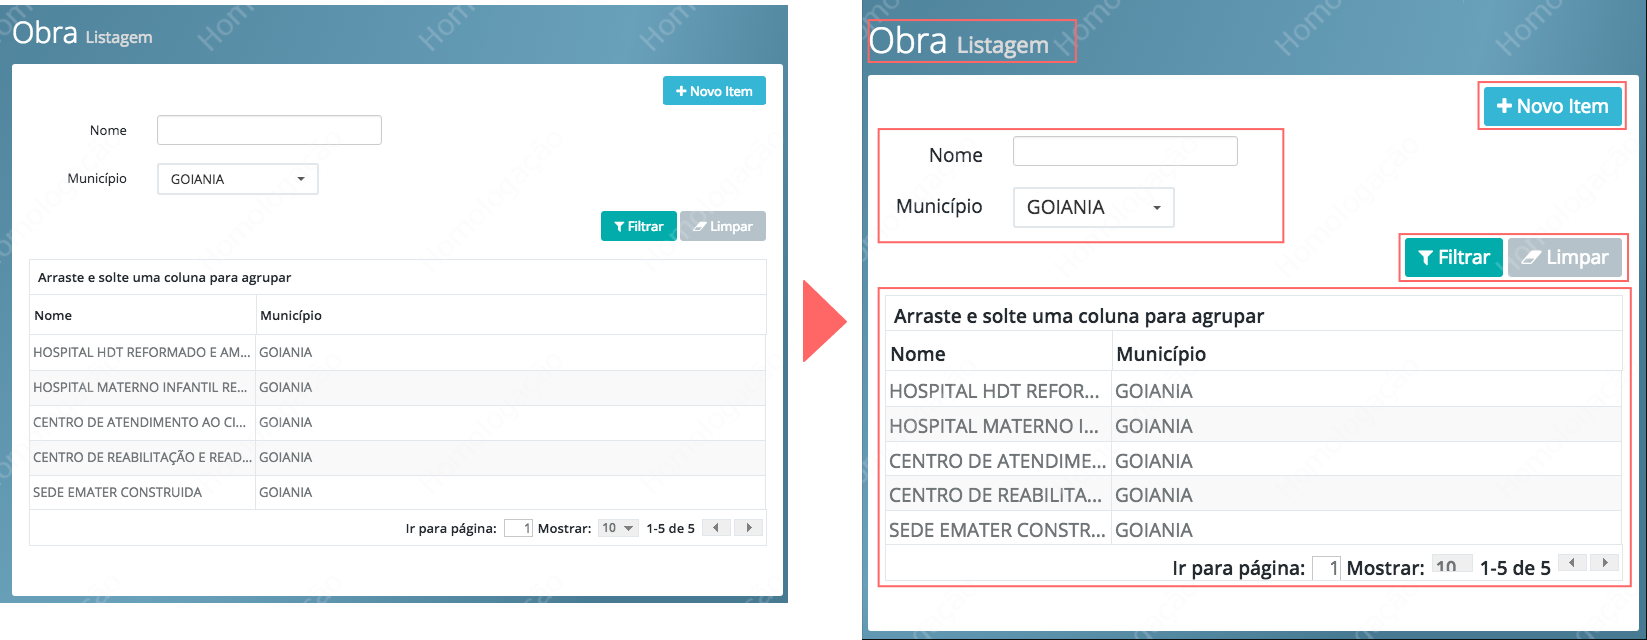 Obra Listagem
Novo Item
Nome
Município
GOIANIA
Filtrar
Limpar
Arraste e solte uma coluna para agrupar
Nome Município
HOSPITAL HDT REFORMADO E AM... GOIANIA
HOSPITAL MATERNO INFANTIL RE... GOIANIA
CENTRO DE ATENDIMENTO AO CI... GOIANIA
CENTRO DE REABILITAÇÃO E READ... GOIANIA
SEDE EMATER CONSTRUIDA GOIANIA
Ir para página: 1 Mostrar: 10 1-5 de 5
Obra Listagem
Novo Item
Nome
Município
GOIANIA
Filtrar
Limpar
Arraste e solte uma coluna para agrupar
Nome Município
HOSPITAL HDT REFOR... GOIANIA
HOSPITAL MATERNO I... GOIANIA
CENTRO DE ATENDIME... GOIANIA
CENTRO DE REABILITA... GOIANIA
SEDE EMATER CONSTR... GOIANIA
Ir para página: 1 Mostrar: 10 1-5 de 5
Homologação